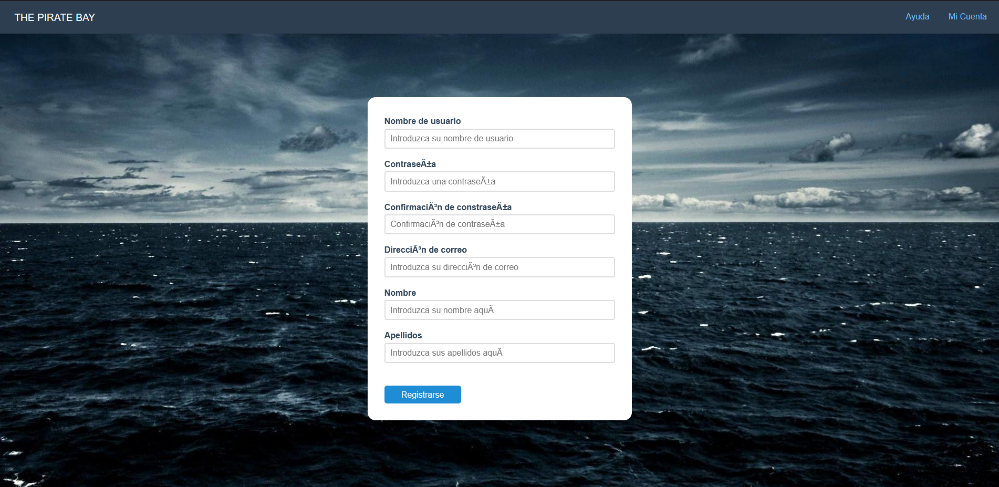 THE PIRATE BAY
Ayuda
Mi Cuenta
Nombre de usuario
Introduzca su nombre de usuario
ContraseÃ±a
Introduzca una contraseÃ±a
ConfirmaciÃ³n de constraseÃ±a
ConfirmaciÃ³n de contraseÃ±a
DirecciÃ³n de correo
Introduzca su direcciÃ³n de correo
Nombre
Introduzca su nombre aquÃ
Apellidos
Introduzca sus apellidos aquÃ
Registrarse